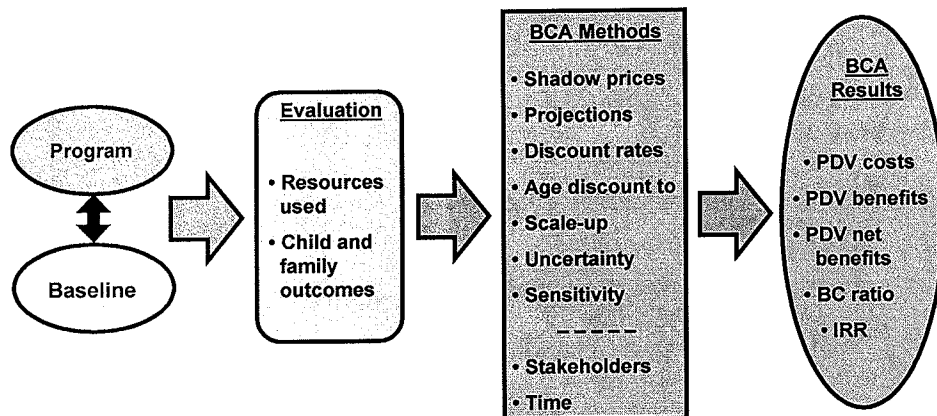 Program
Baseline
Evaluation
• Resources
used
• Child and
family
outcomes
BCA Methods
• Shadow prices
• Projections
• Discount rates
• Age discount to
• Scale-up
• Uncertainty
• Sensitivity
• Stakeholders
• Time
BCA
Results
• PDV costs
• PDV benefits
• PDV net
benefits
• BC ratio
• IRR